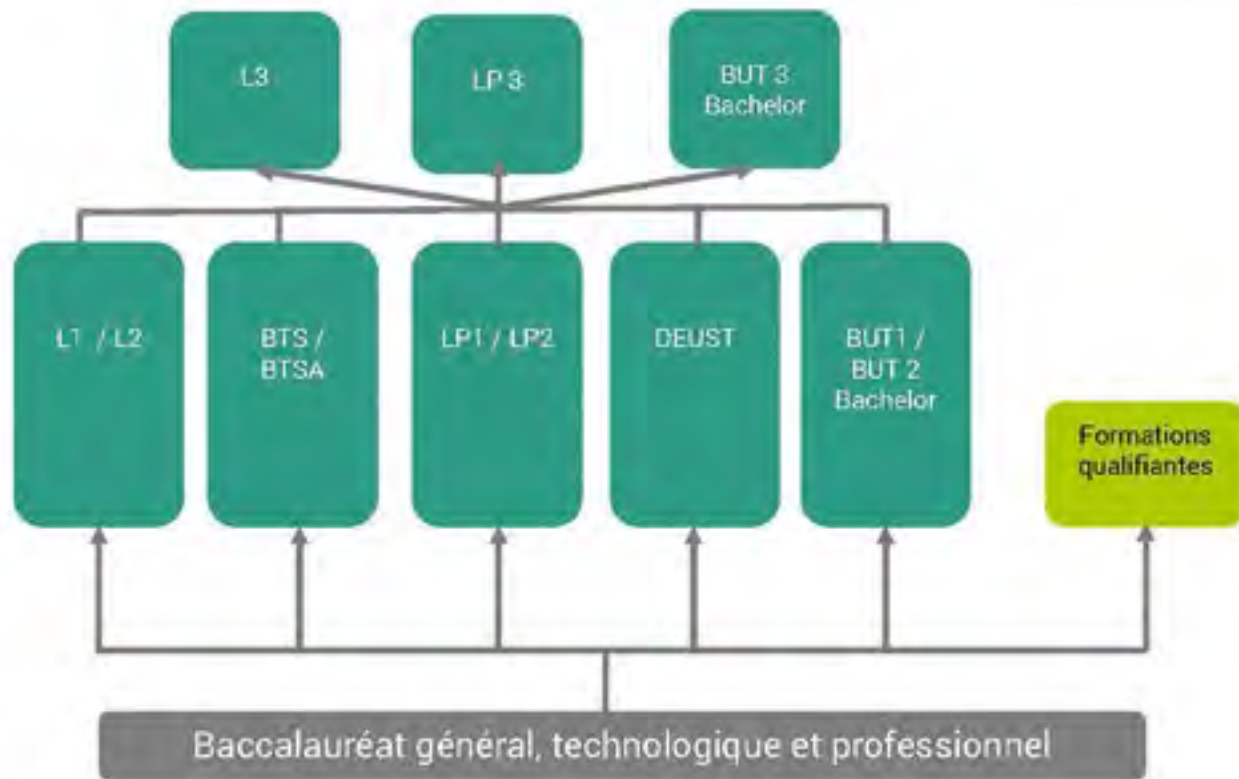 L3
LP 3
BUT 3
Bachelor
L1 / L2
BTS /
BTSA
LP1 / LP2
DEUST
BUT1 /
BUT 2
Bachelor
Formations
qualifiantes
Baccalauréat général, technologique et professionnel